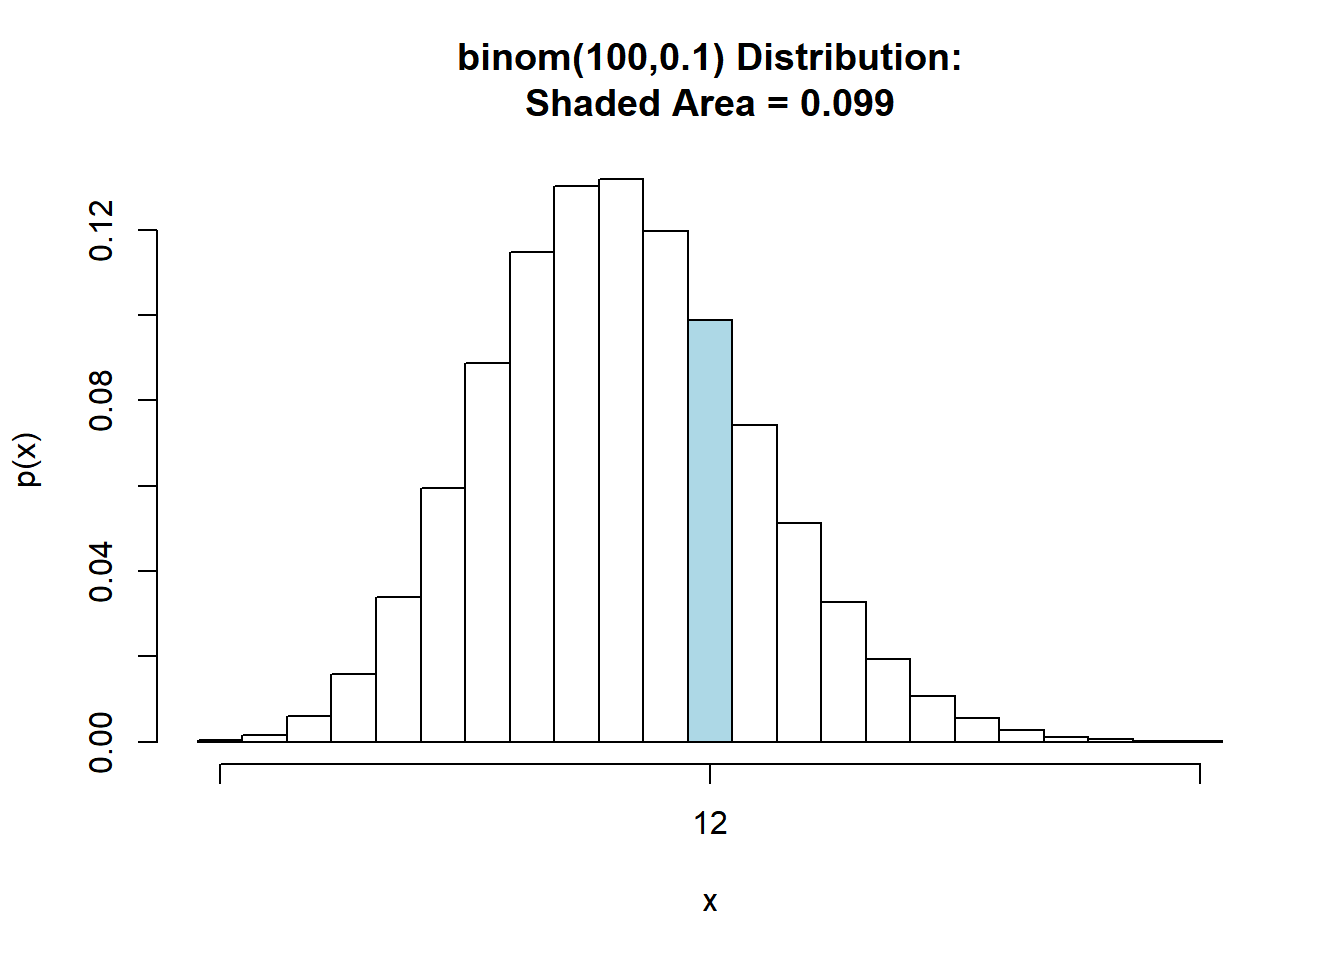 binom(100,0.1) Distribution:
Shaded Area = 0.099
p(x)
0.12
0.08
0.04
0.00
12
x